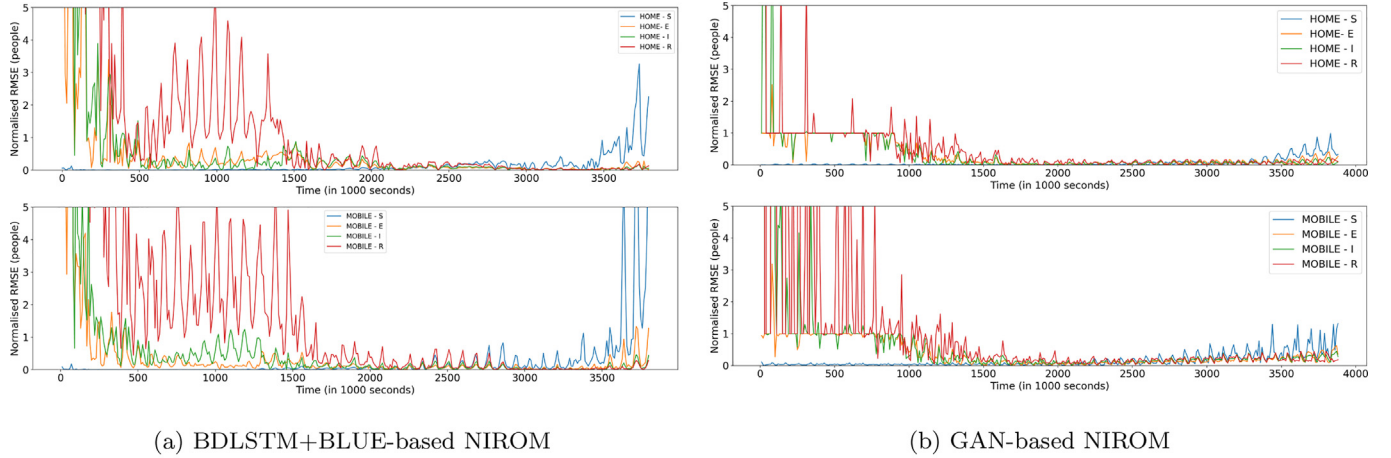 Normalised RMSE (people)
5
4
3
2
1
0
HOME - S
HOME- E
HOME - I
HOME - R
0 500 1000 1500 2000 2500 3000 3500
Time (in 1000 seconds)
Normalised RMSE (people)
5
4
3
2
1
0
MOBILE - S
MOBILE - E
MOBILE - I
MOBILE - R
0 500 1000 1500 2000 2500 3000 3500
Time (in 1000 seconds)
(a) BDLSTM+BLUE-based NIROM
Normalised RMSE (people)
5
4
3
2
1
0
HOME - S
HOME- E
HOME - I
HOME - R
0 500 1000 1500 2000 2500 3000 3500 4000
Time (in 1000 seconds)
Normalised RMSE (people)
5
4
3
2
1
0
MOBILE - S
MOBILE - E
MOBILE - I
MOBILE - R
0 500 1000 1500 2000 2500 3000 3500 4000
Time (in 1000 seconds)
(b) GAN-based NIROM